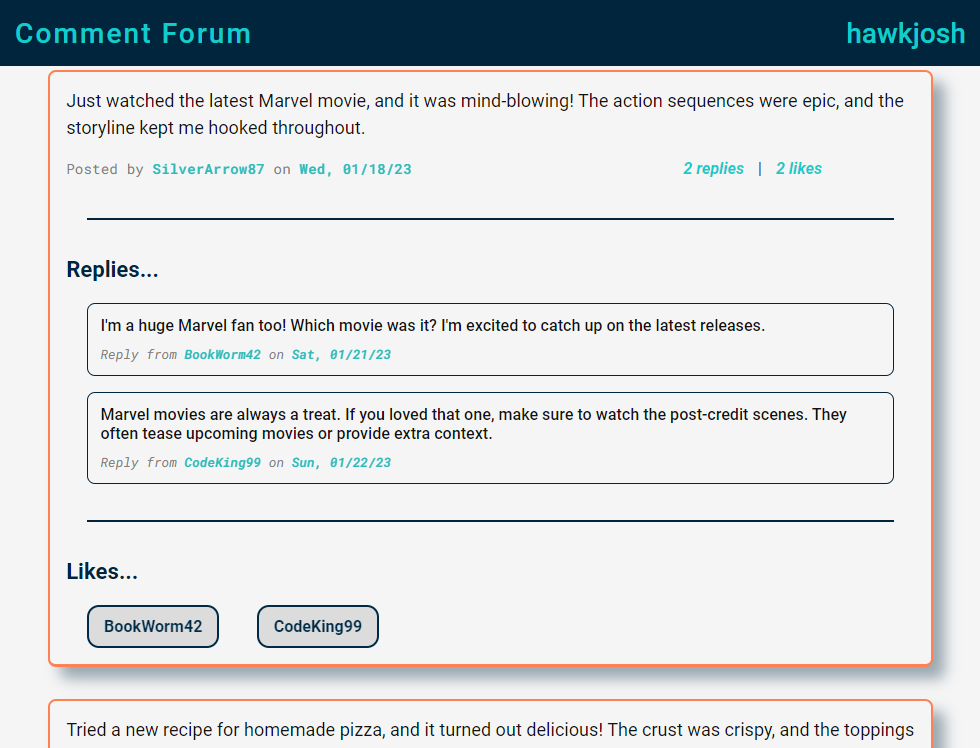 Comment Forum hawkjosh
Just watched the latest Marvel movie, and it was mind-blowing! The action sequences were epic, and the
storyline kept me hooked throughout.
Posted by SilverArrow87 on Wed, 01/18/23 2 replies | 2 likes
Replies...
I'm a huge Marvel fan too! Which movie was it? I'm excited to catch up on the latest releases.
Reply from BookWorm42 on Sat, 01/21/23
Marvel movies are always a treat. If you loved that one, make sure to watch the post-credit scenes. They
often tease upcoming movies or provide extra context.
Reply from CodeKing99 on Sun, 01/22/23
Likes...
BookWorm42 CodeKing99
Tried a new recipe for homemade pizza, and it turned out delicious! The crust was crispy, and the toppings